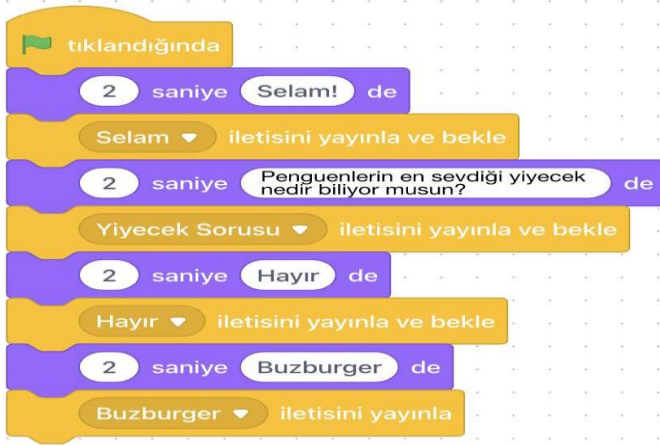 tıklandığında
2 saniye Selam! de
Selam iletisini yayınla ve bekle
2 saniye Penguenlerin en sevdiği yiyecek
nedir biliyor musun? de
Yiyecek Sorusu iletisini yayınla ve bekle
2 saniye Hayır de
Hayır iletisini yayınla ve bekle
2 saniye Buzburger de
Buzburger iletisini yayınla